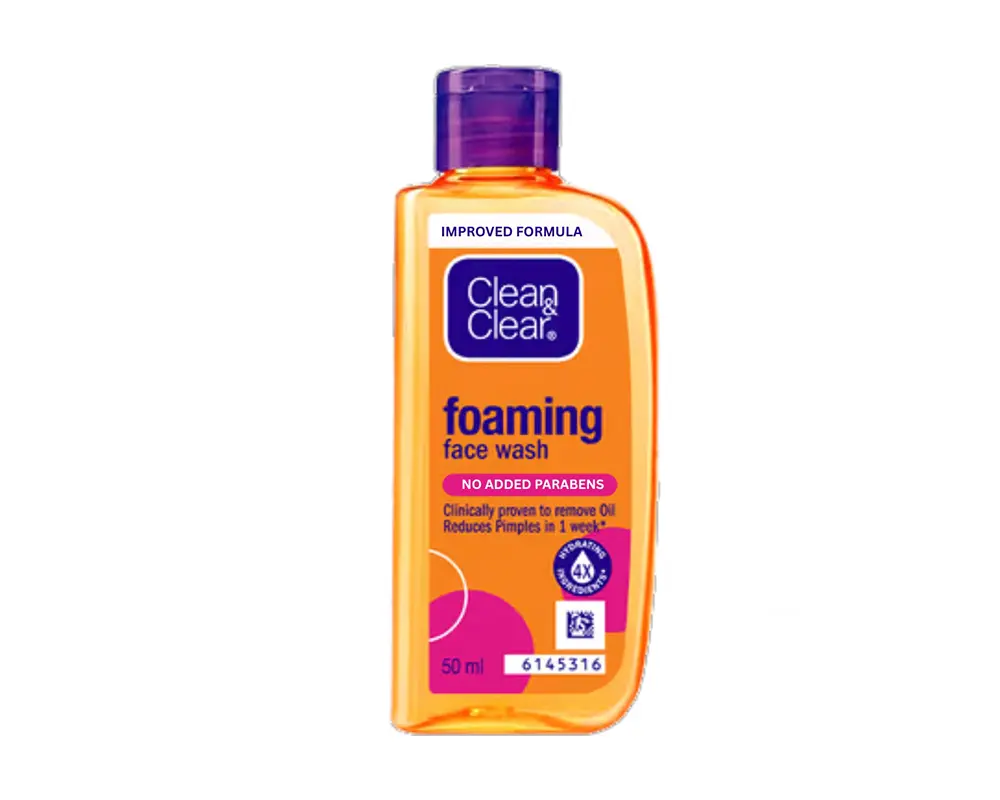 IMPROVED FORMULA
Clean &
Clear®
foaming
face wash
NO ADDED PARABENS
Clinically proven to remove Oil
Reduces Pimples in 1 week*
HYDRATING
4X
INGREDIENTS*
50 ml
6145316